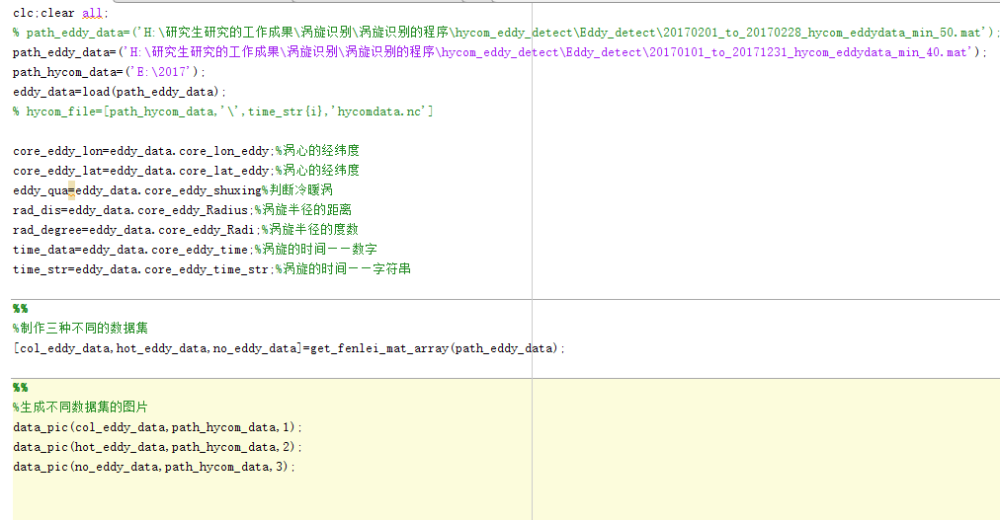 clc;clear all;
% path_eddy_data=('H:\研究生研究的工作成果\涡旋识别\涡旋识别的程序\hycom_eddy_detect\Eddy_detect\20170201_to_20170228_hycom_eddydata_min_50.mat');
path_eddy_data=('H:\研究生研究的工作成果\涡旋识别\涡旋识别的程序\hycom_eddy_detect\Eddy_detect\20170101_to_20171231_hycom_eddydata_min_40.mat');
path_hycom_data=('E:\2017');
eddy_data=load(path_eddy_data);
% hycom_file=[path_hycom_data,'\',time_str{i},'hycomdata.nc']
core_eddy_lon=eddy_data.core_lon_eddy;%涡心的经纬度
core_eddy_lat=eddy_data.core_lat_eddy;%涡心的经纬度
eddy_qua=eddy_data.core_eddy_shuxing%判断冷暖涡
rad_dis=eddy_data.core_eddy_Radius;%涡旋半径的距离
rad_degree=eddy_data.core_eddy_Radi;%涡旋半径的度数
time_data=eddy_data.core_eddy_time;%涡旋的时间——数字
time_str=eddy_data.core_eddy_time_str;%涡旋的时间——字符串
%%
%制作三种不同的数据集
[col_eddy_data,hot_eddy_data,no_eddy_data]=get_fenlei_mat_array(path_eddy_data);
%%
%生成不同数据集的图片
data_pic(col_eddy_data,path_hycom_data,1);
data_pic(hot_eddy_data,path_hycom_data,2);
data_pic(no_eddy_data,path_hycom_data,3);